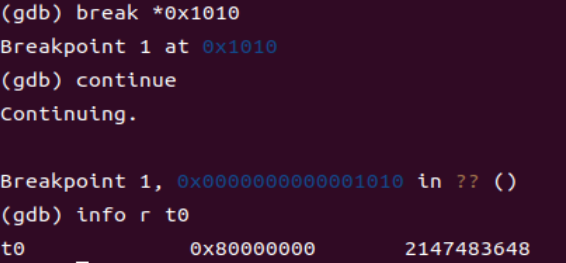 (gdb) break *0x1010
Breakpoint 1 at 0x1010
(gdb) continue
Continuing.
Breakpoint 1, 0x0000000000001010 in ?? ()
(gdb) info r t0
t0 0x80000000 2147483648